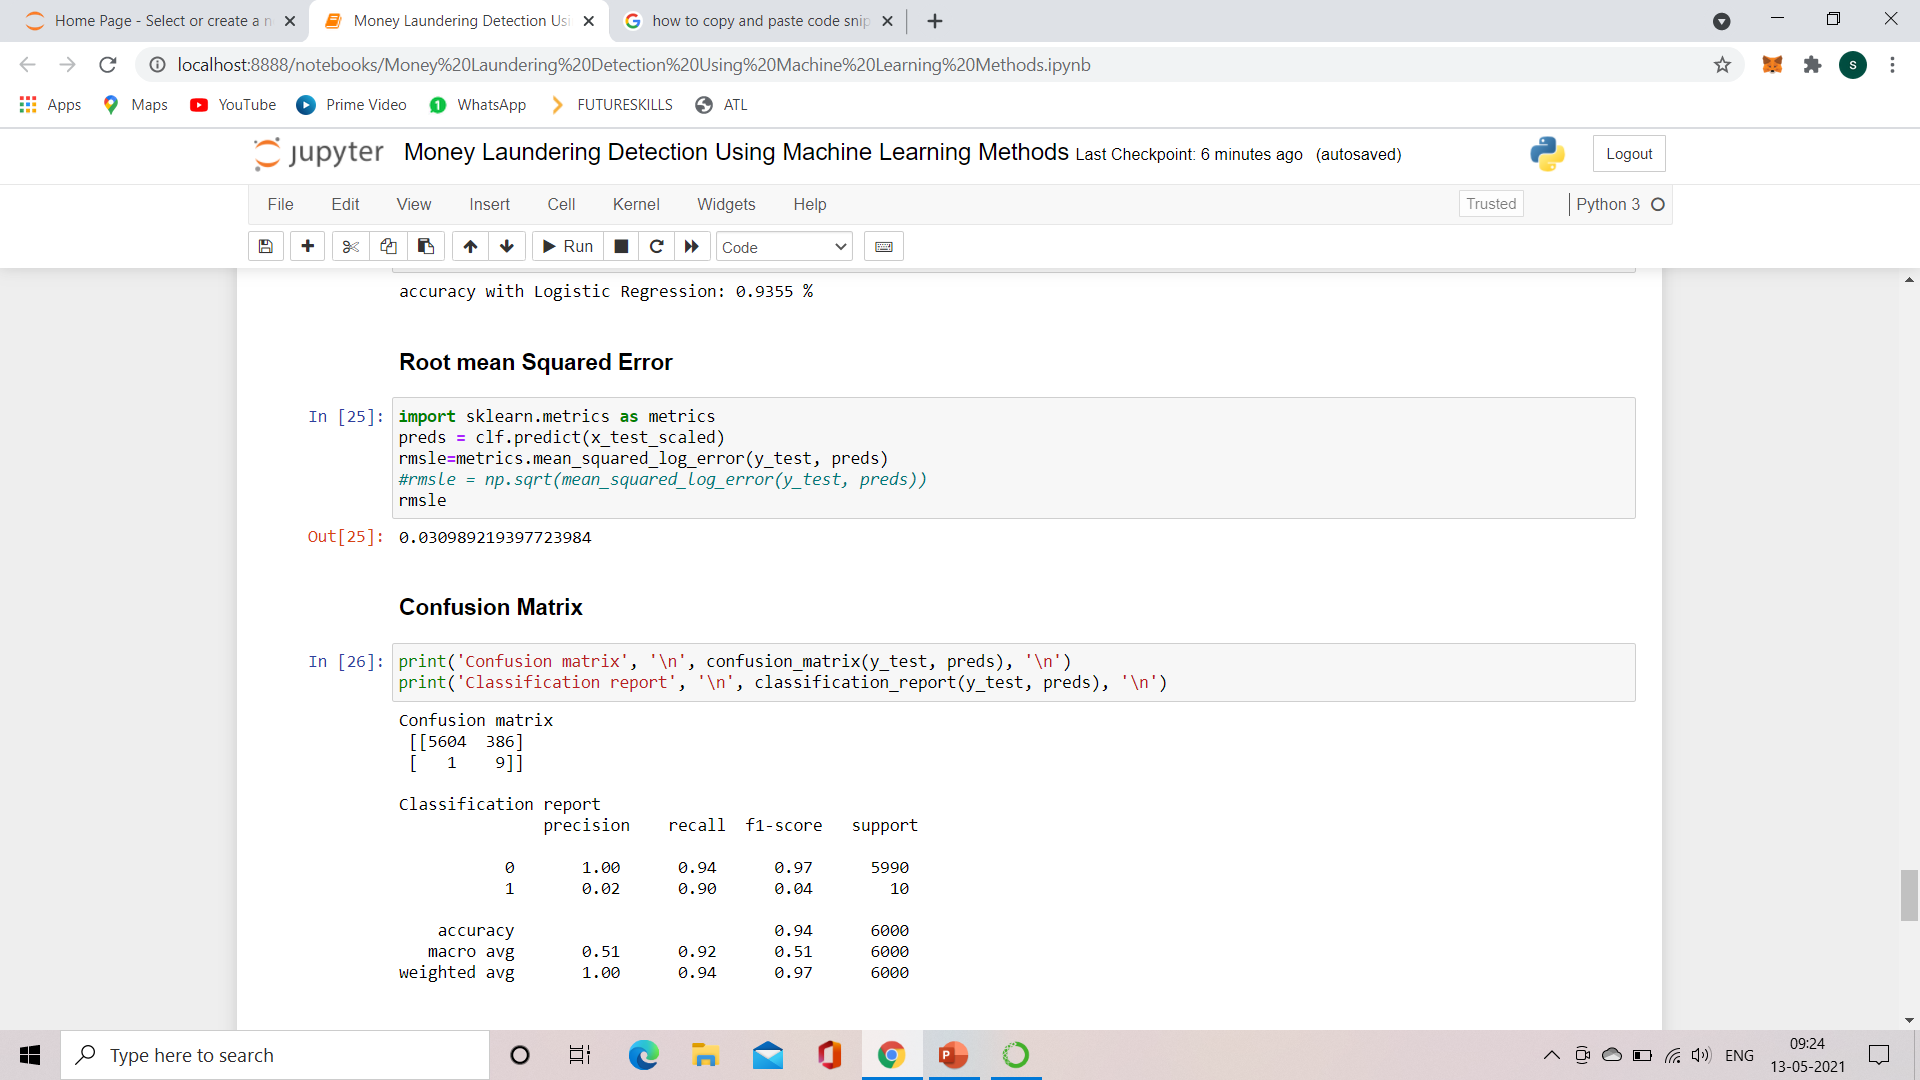 Home Page - Select or create a n
Money Laundering Detection Usi
how to copy and paste code snip
localhost:8888/notebooks/Money%20Laundering%20Detection%20Using%20Machine%20Learning%20Methods.ipynb
S
Apps Maps YouTube Prime Video 1 WhatsApp FUTURESKILLS ATL
jupyter Money Laundering Detection Using Machine Learning Methods Last Checkpoint: 6 minutes ago (autosaved) Logout
File Edit View Insert Cell Kernel Widgets Help Trusted Python 3
Run Code
accuracy with Logistic Regression: 0.9355 %
Root mean Squared Error
In [25]: import sklearn.metrics as metrics
preds = clf.predict(x_test_scaled)
rmsle=metrics.mean_squared_log_error(y_test, preds)
#rmsle = np.sqrt(mean_squared_log_error(y_test, preds))
rmsle
Out[25]: 0.030989219397723984
Confusion Matrix
In [26]: print('Confusion matrix', '\n', confusion_matrix(y_test, preds), '\n')
print('Classification report', '\n', classification_report(y_test, preds), '\n')
Confusion matrix
[[5604 386]
[ 1 9]]
Classification report
precision recall f1-score support
0 1.00 0.94 0.97 5990
1 0.02 0.90 0.04 10
accuracy 0.94 6000
macro avg 0.51 0.92 0.51 6000
weighted avg 1.00 0.94 0.97 6000
Type here to search
P
ENG
09:24
13-05-2021